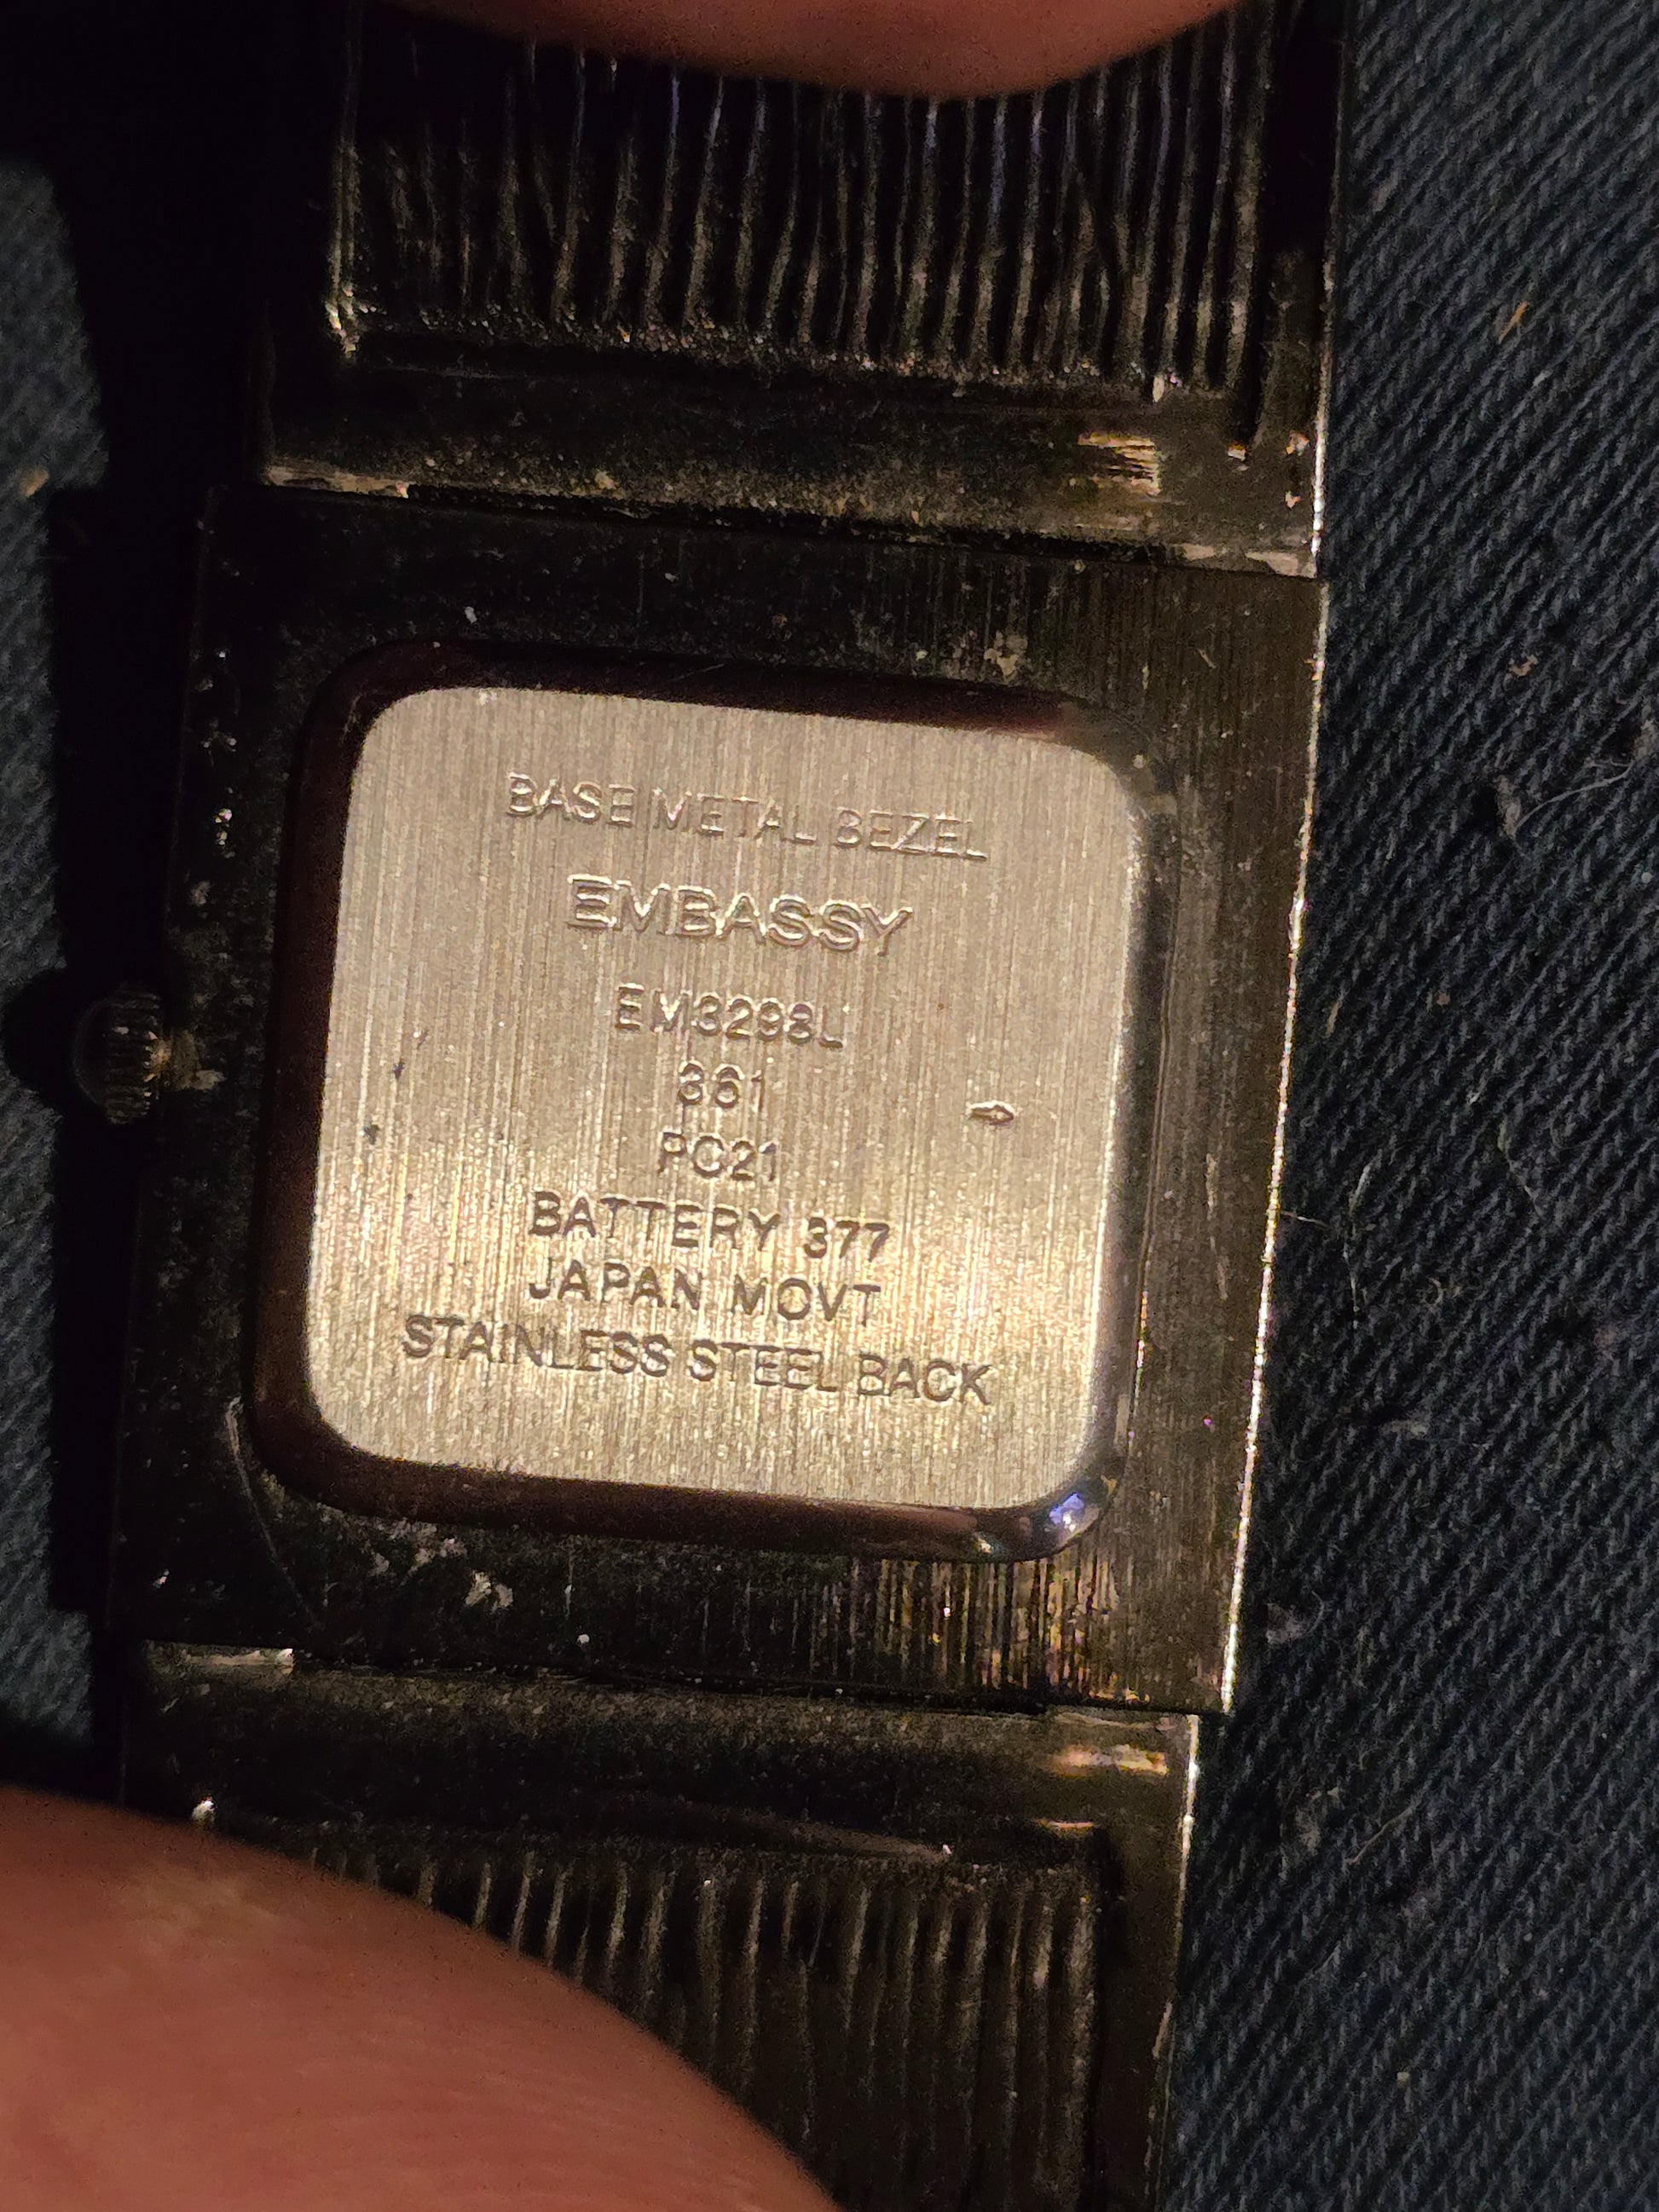 BASE METAL BEZEL
EMBASSY
EM3298L
361
PC21
BATTERY 377
JAPAN MOVT
STAINLESS STEEL BACK